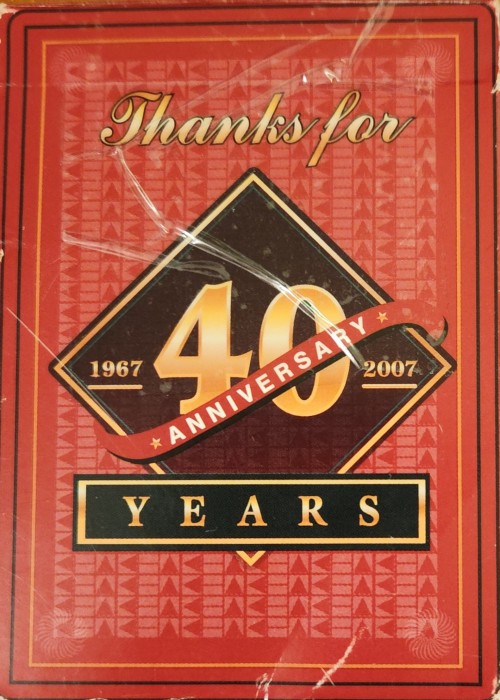 Thanks for
40
1967
ANNIVERSARY
2007
YEARS